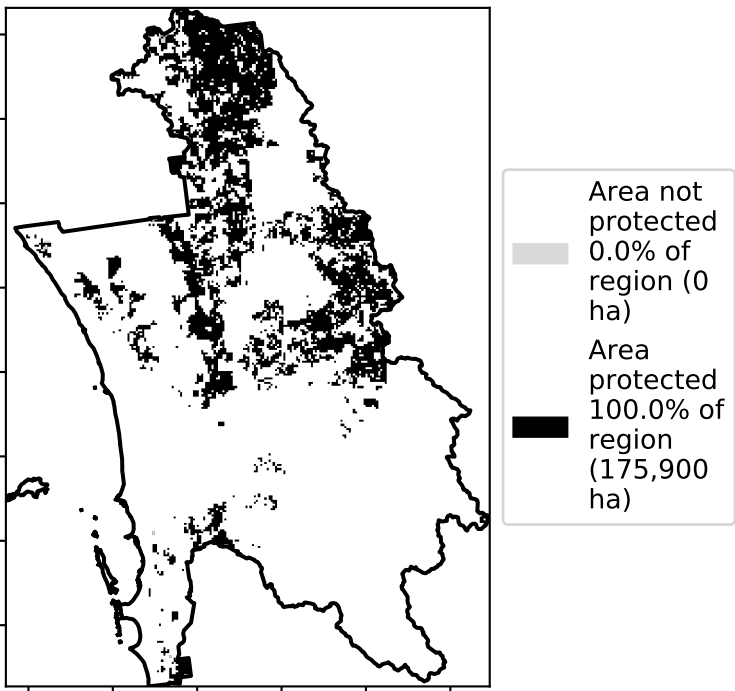 Area not
protected
0.0% of
region (0
ha)
Area
protected
100.0% of
region
(175,900
ha)